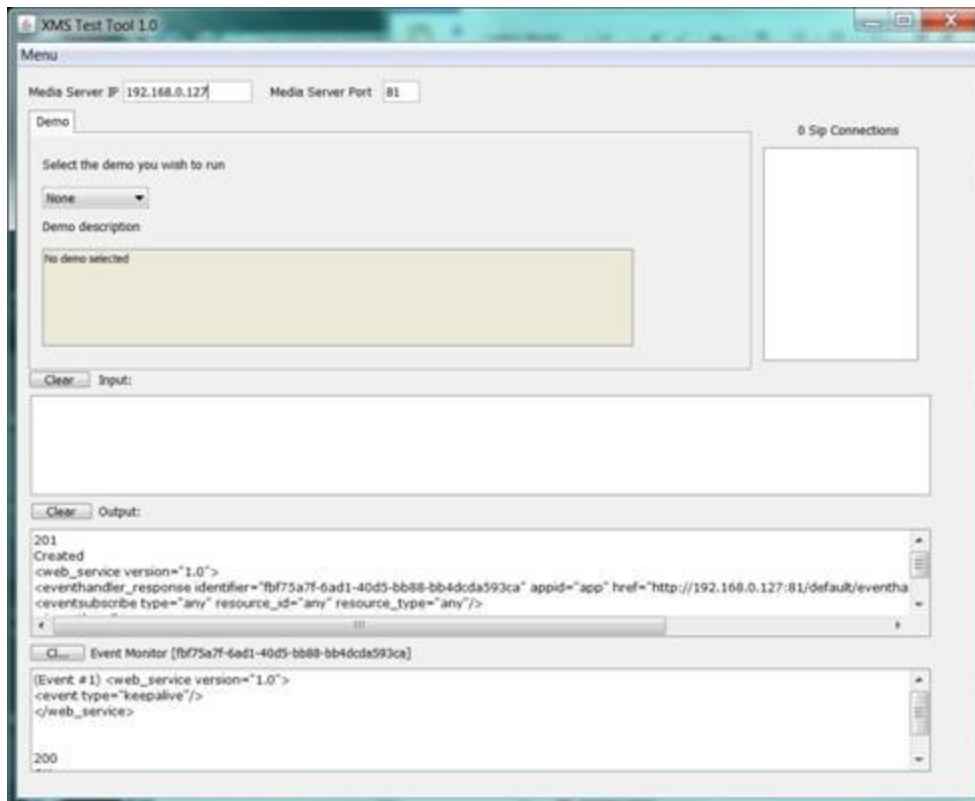 XMS Test Tool 1.0
Menu
Media Server IP 192.168.0.127 Media Server Port 81
Demo
0 Sip Connections
Select the demo you wish to run
None
Demo description
No demo selected
Clear Input:
Clear Output:
201
Created
<web_service version="1.0">
<eventhandler_response identifier="fbf75a7f-6ad1-40d5-bb88-bb4dcda593ca" appid="app" href="http://192.168.0.127:81/default/eventha
<eventsubscribe type="any" resource_id="any" resource_type="any"/>
Cl... Event Monitor [fbf75a7f-6ad1-40d5-bb88-bb4dcda593ca]
(Event #1) <web_service version="1.0">
<event type="keepalive"/>
</web_service>
200